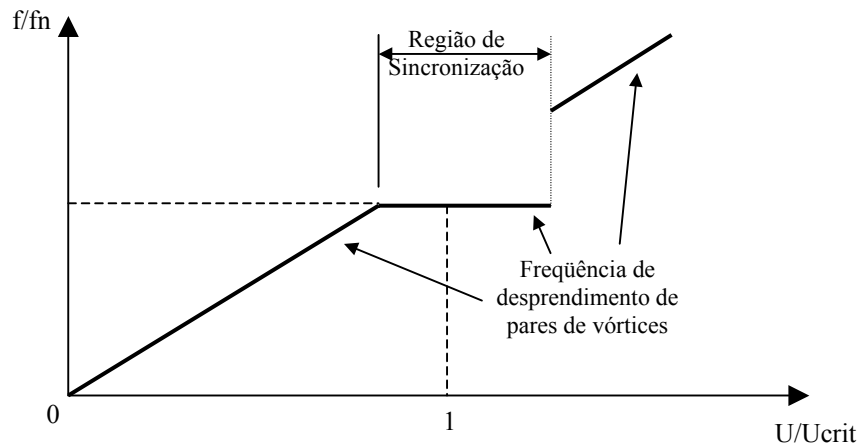 f/fn
Região de
Sincronização
Freqüência de
desprendimento de
pares de vórtices
0
1
U/Ucrit